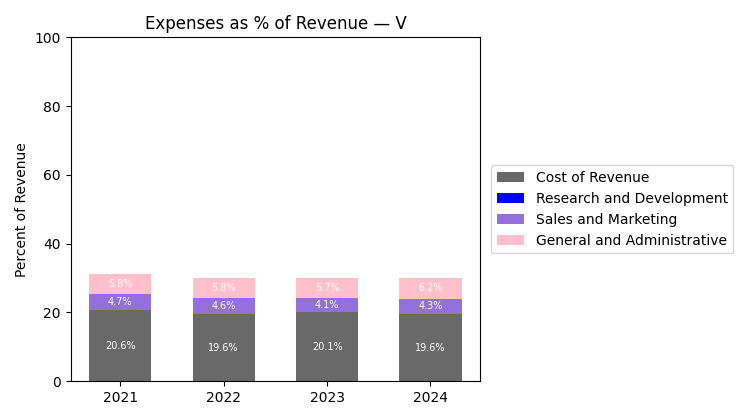 Expenses as % of Revenue — V
Percent of Revenue
100
80
60
40
20
0
5.8% 5.8% 5.7% 6.2%
4.7% 4.6% 4.1% 4.3%
20.6% 19.6% 20.1% 19.6%
2021 2022 2023 2024
Cost of Revenue
Research and Development
Sales and Marketing
General and Administrative